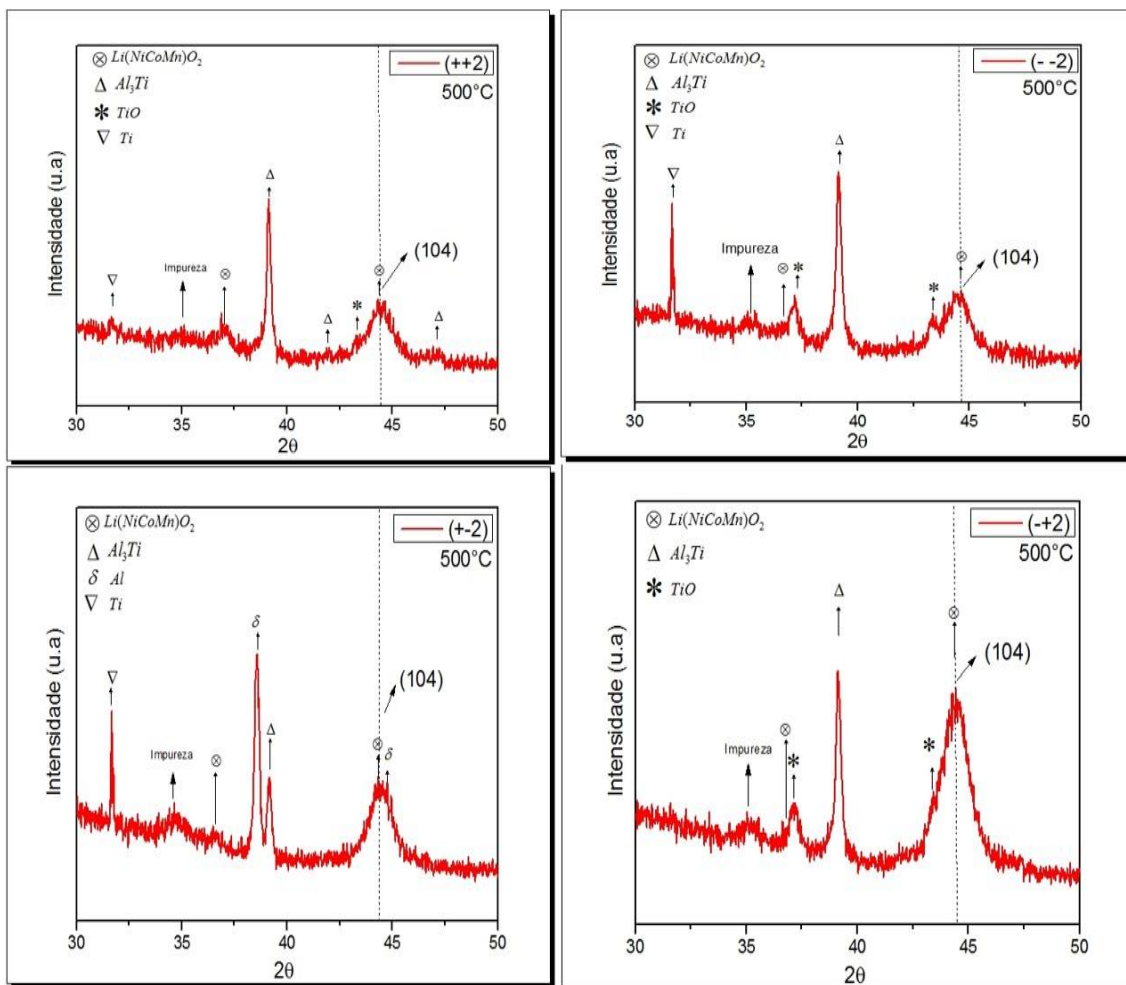 ⊗ Li(NiCoMn)O₂
Δ Al₃Ti
✱ TiO
∇ Ti
(++2)
500°C
Intensidade (u.a)
∇
Impureza
⊗
Δ
Δ
✱
⊗
(104)
Δ
30 35 40 45 50
2θ
⊗ Li(NiCoMn)O₂
Δ Al₃Ti
✱ TiO
∇ Ti
(- -2)
500°C
Intensidade (u.a)
∇
Impureza
⊗
✱
Δ
✱
⊗
(104)
30 35 40 45 50
2θ
⊗ Li(NiCoMn)O₂
Δ Al₃Ti
δ Al
∇ Ti
(+-2)
500°C
Intensidade (u.a)
∇
Impureza
⊗
δ
Δ
⊗
δ
(104)
30 35 40 45 50
2θ
⊗ Li(NiCoMn)O₂
Δ Al₃Ti
✱ TiO
(-+2)
500°C
Intensidade (u.a)
Impureza
⊗
✱
Δ
✱
⊗
(104)
30 35 40 45 50
2θ